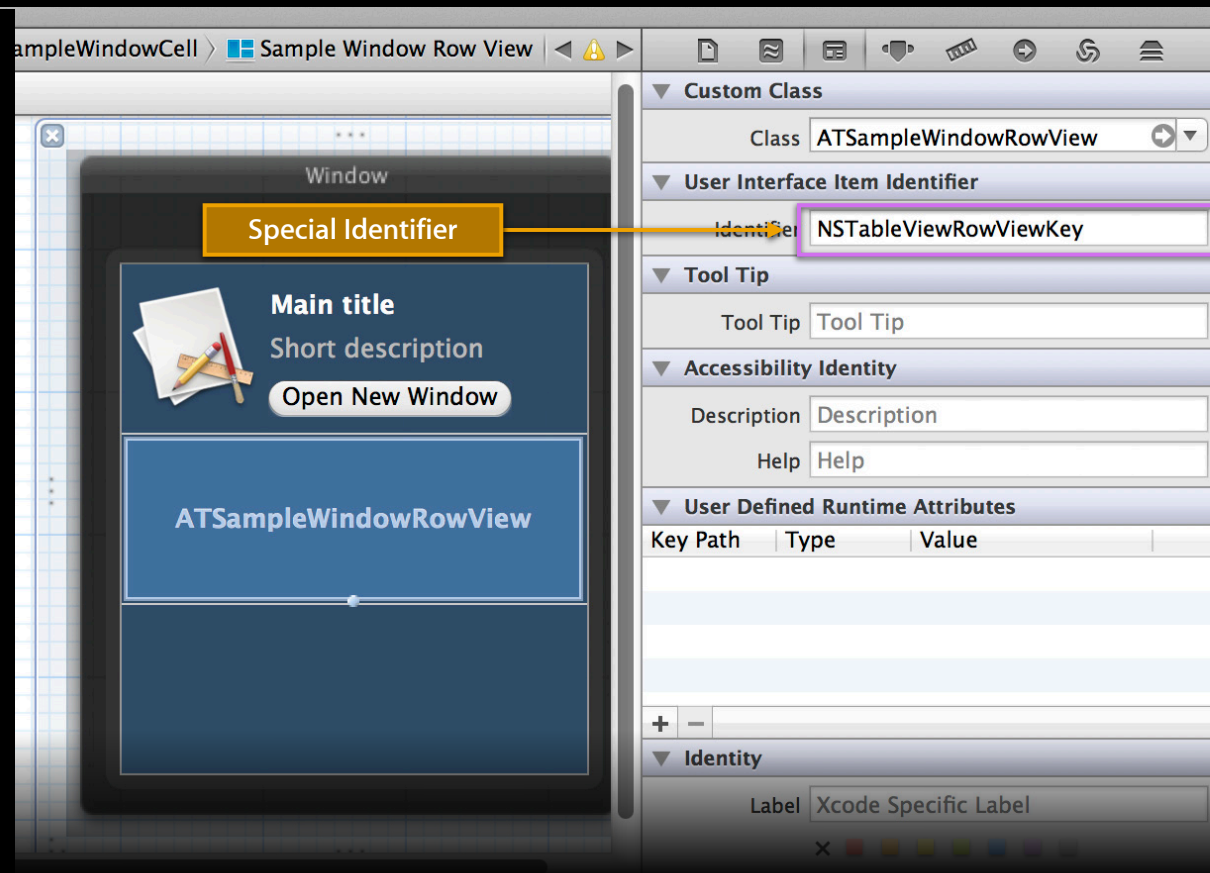 ampleWindowCell
Sample Window Row View
Window
Special Identifier
Main title
Short description
Open New Window
ATSampleWindowRowView
Custom Class
Class ATSampleWindowRowView
User Interface Item Identifier
Identifier NSTableViewRowViewKey
Tool Tip
Tool Tip Tool Tip
Accessibility Identity
Description Description
Help Help
User Defined Runtime Attributes
Key Path Type Value
+ −
Identity
Label Xcode Specific Label